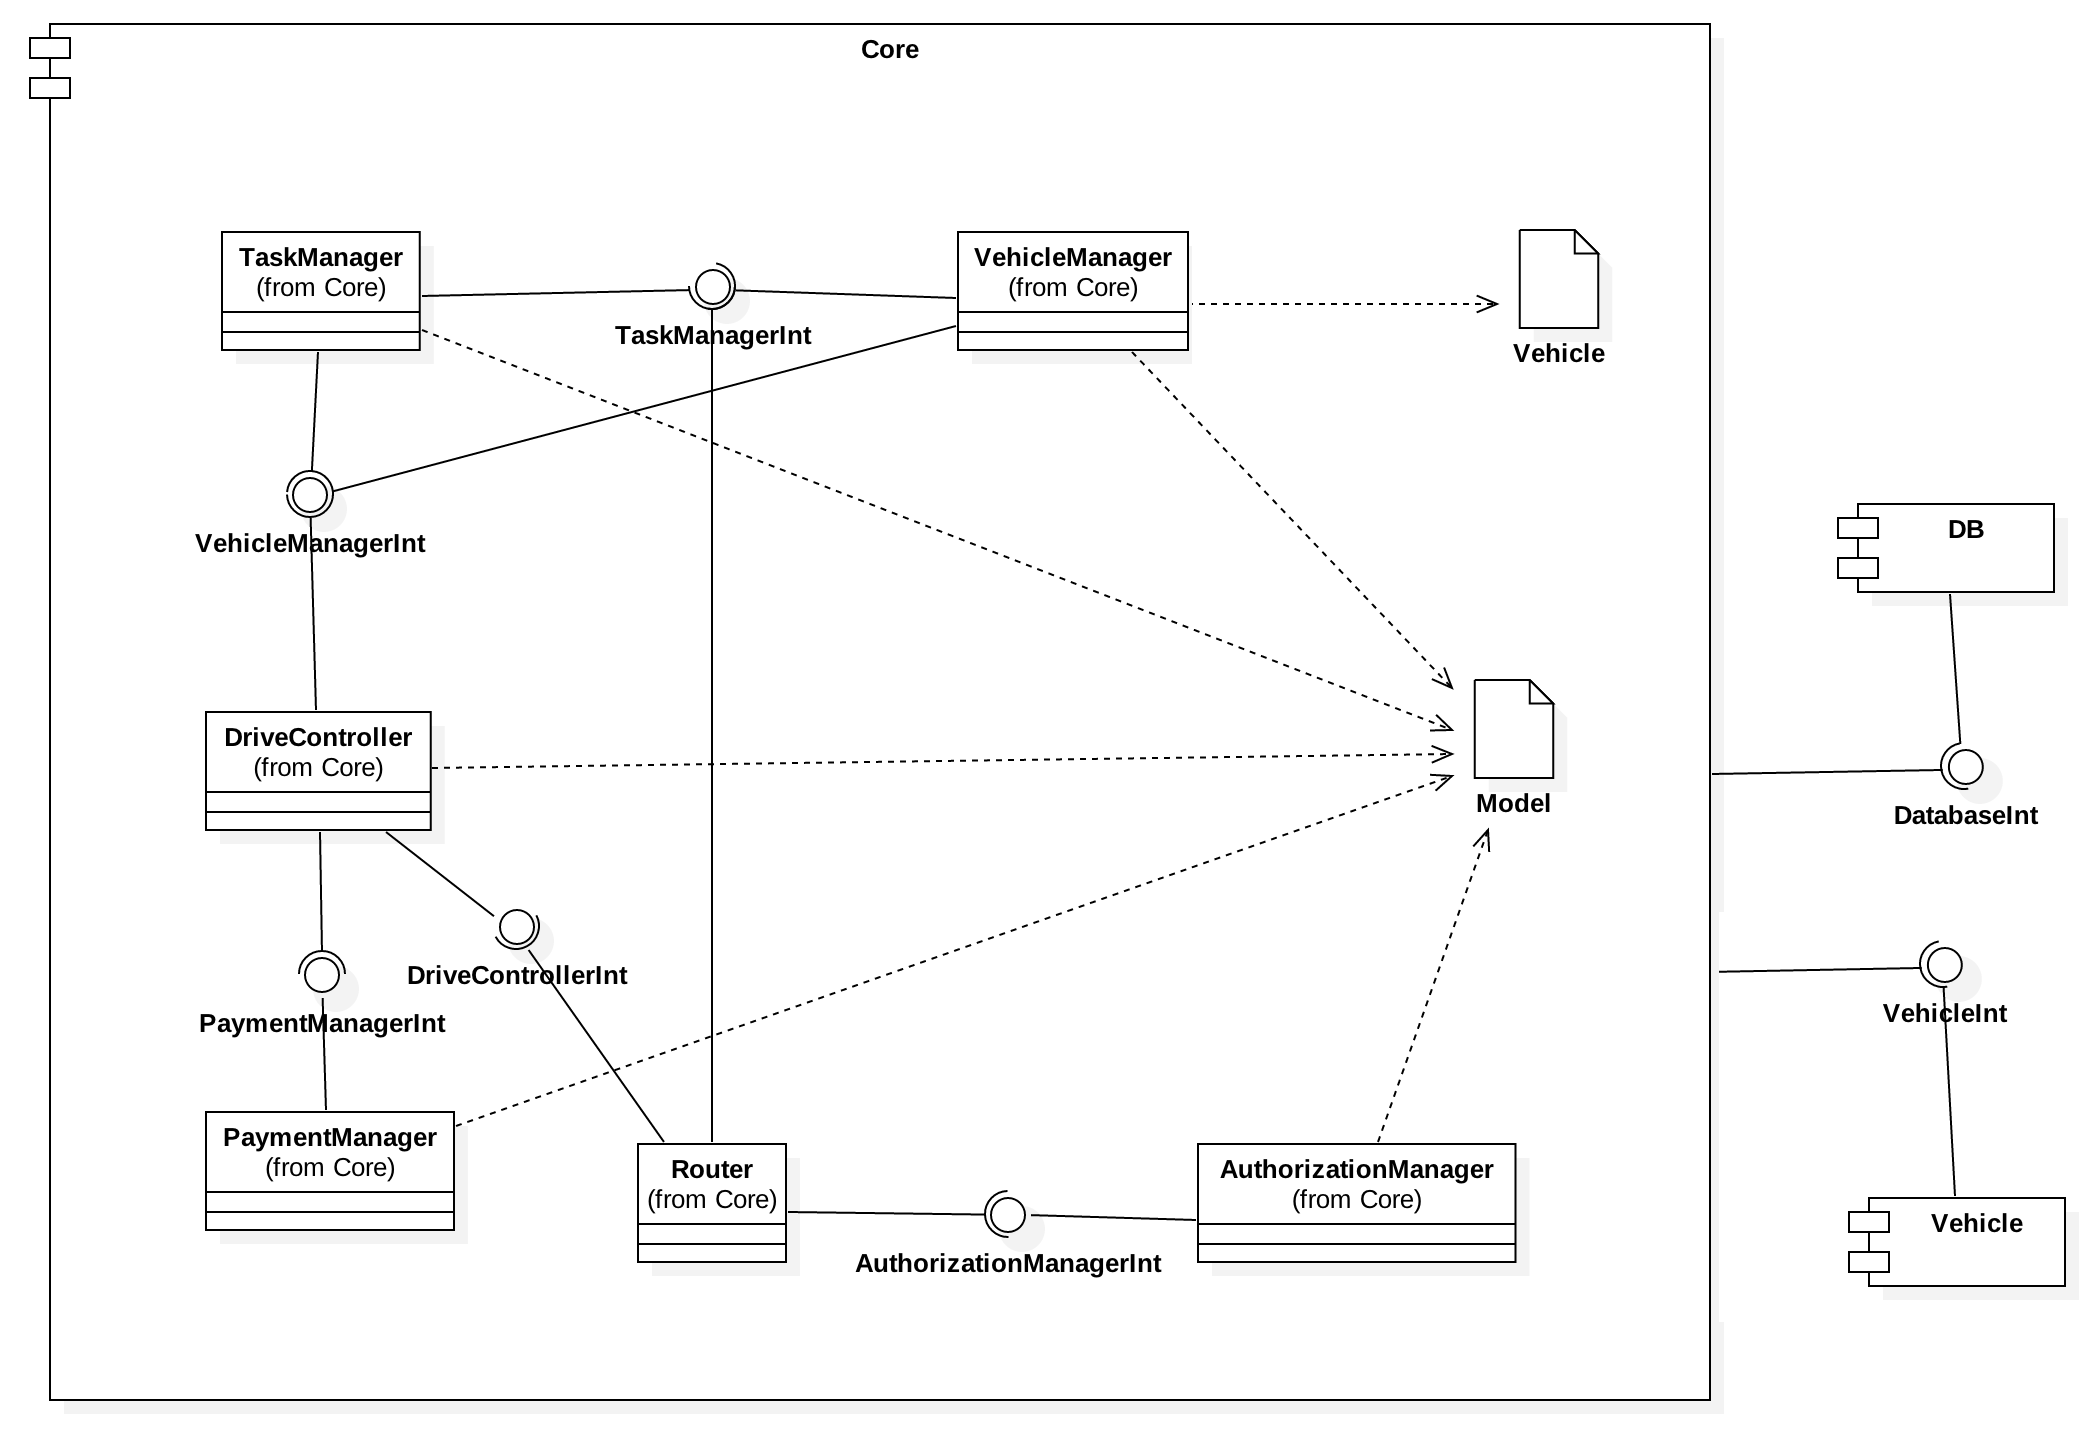 Core
TaskManager
(from Core)
VehicleManager
(from Core)
TaskManagerInt
Vehicle
VehicleManagerInt
DB
DriveController
(from Core)
Model
DatabaseInt
DriveControllerInt
PaymentManagerInt
VehicleInt
PaymentManager
(from Core)
Router
(from Core)
AuthorizationManager
(from Core)
AuthorizationManagerInt
Vehicle